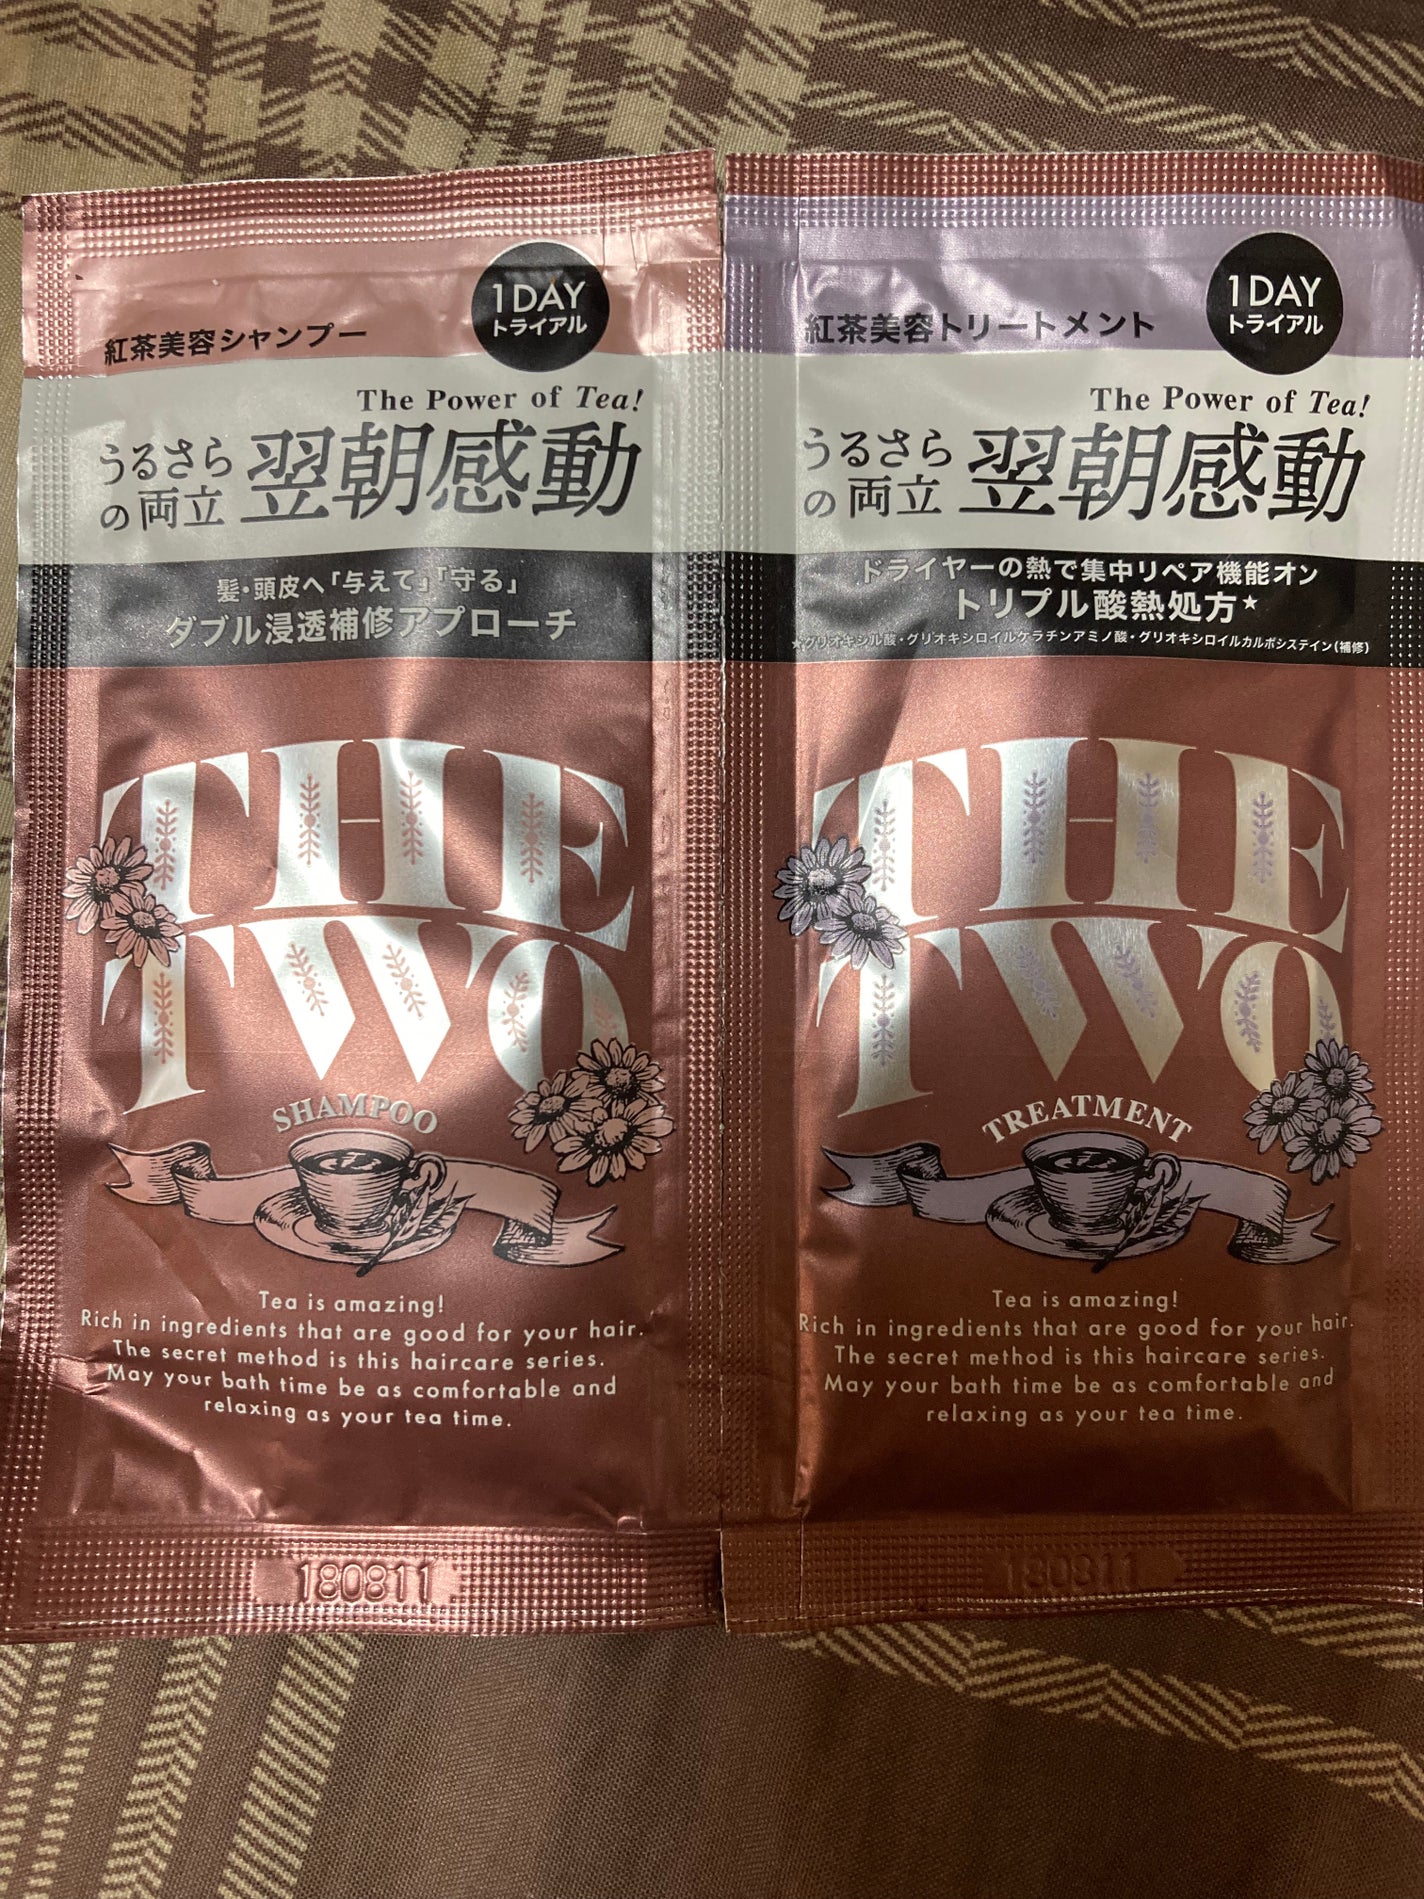 紅茶美容シャンプー
1DAY
トライアル
The Power of Tea!
うるさら
の両立
翌朝感動
髪・頭皮へ「与えて」「守る」
ダブル浸透補修アプローチ
THE
TWO
SHAMPOO
Tea is amazing!
Rich in ingredients that are good for your hair.
The secret method is this haircare series.
May your bath time be as comfortable and
relaxing as your tea time.
180811
紅茶美容トリートメント
1DAY
トライアル
The Power of Tea!
うるさら
の両立
翌朝感動
ドライヤーの熱で集中リペア機能オン
トリプル酸熱処方★
★グリオキシル酸・グリオキシロイルケラチンアミノ酸・グリオキシロイルカルボシステイン(補修)
THE
TWO
TREATMENT
Tea is amazing!
Rich in ingredients that are good for your hair.
The secret method is this haircare series.
May your bath time be as comfortable and
relaxing as your tea time.
180811